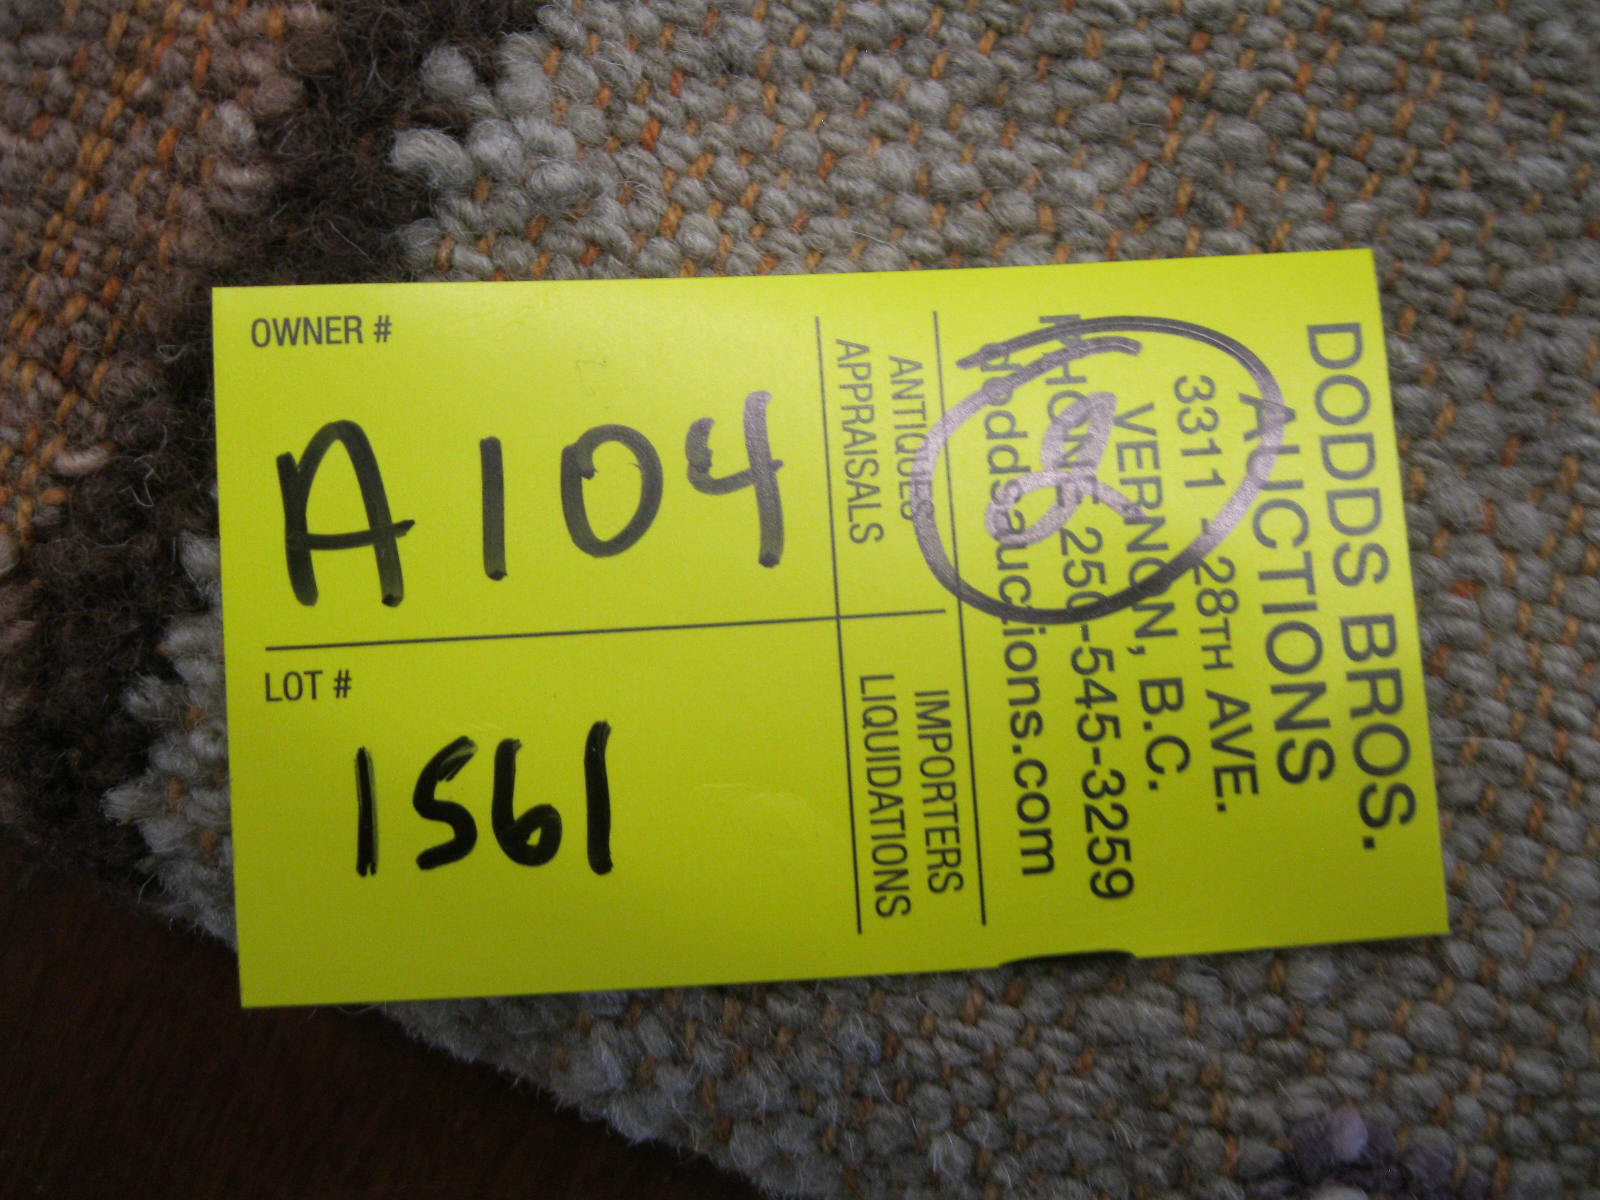 OWNER #
A104
LOT #
1561
ANTIQUES
APPRAISALS
IMPORTERS
LIQUIDATIONS
DODDS BROS.
AUCTIONS
3311 - 28TH AVE.
VERNON, B.C.
PHONE 250-545-3259
doddsauctions.com
8